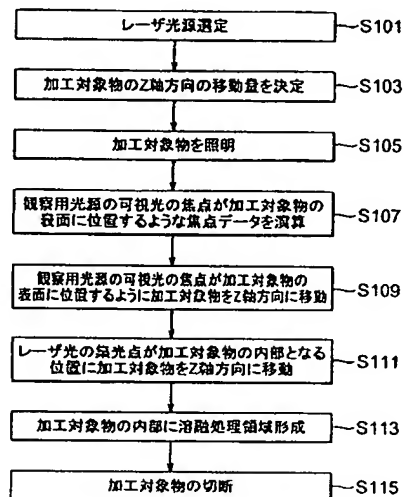 レーザ光源選定
S101
加工対象物のZ軸方向の移動量を決定
S103
加工対象物を照明
S105
観察用光源の可視光の焦点が加工対象物の
表面に位置するような焦点データを演算
S107
観察用光源の可視光の焦点が加工対象物の
表面に位置するように加工対象物をZ軸方向に移動
S109
レーザ光の集光点が加工対象物の内部となる
位置に加工対象物をZ軸方向に移動
S111
加工対象物の内部に溶融処理領域形成
S113
加工対象物の切断
S115